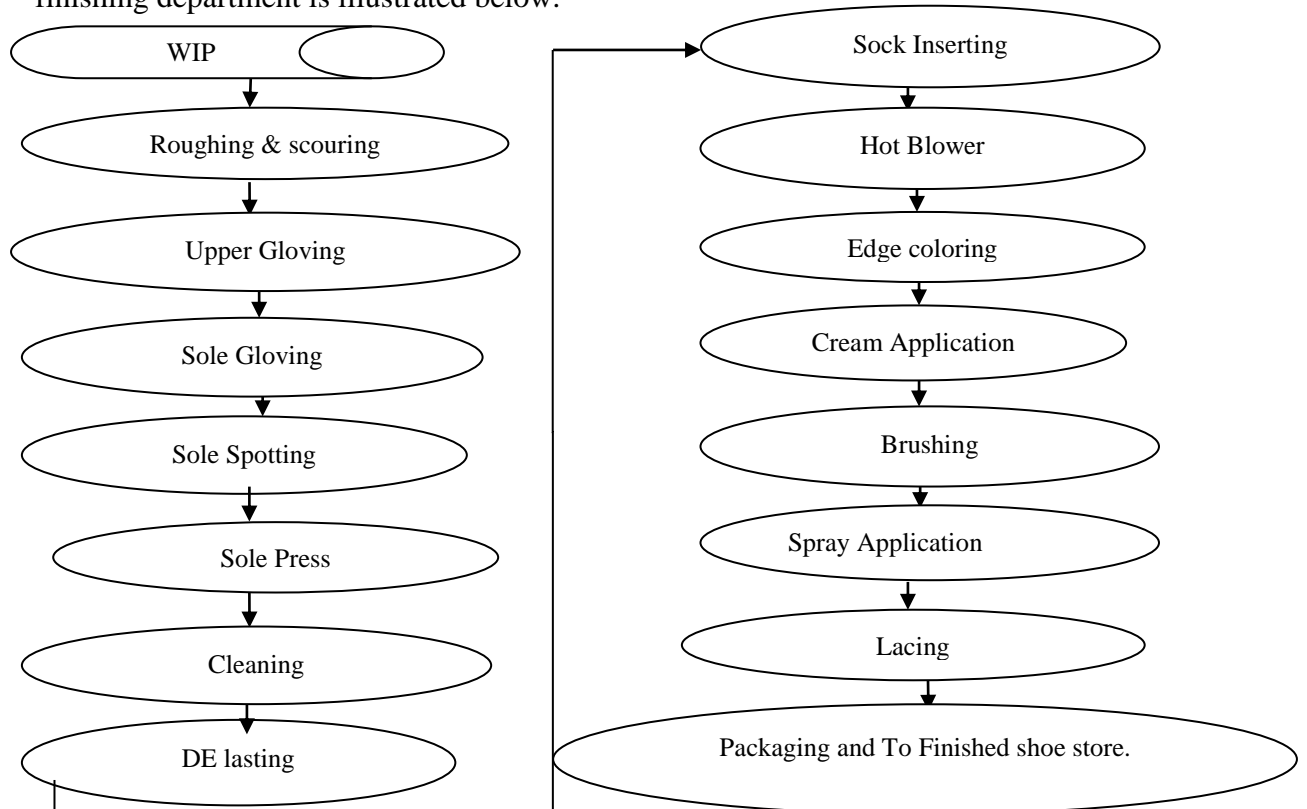 finishing department is illustrated below:
WIP
Roughing & scouring
Upper Gloving
Sole Gloving
Sole Spotting
Sole Press
Cleaning
DE lasting
Sock Inserting
Hot Blower
Edge coloring
Cream Application
Brushing
Spray Application
Lacing
Packaging and To Finished shoe store.